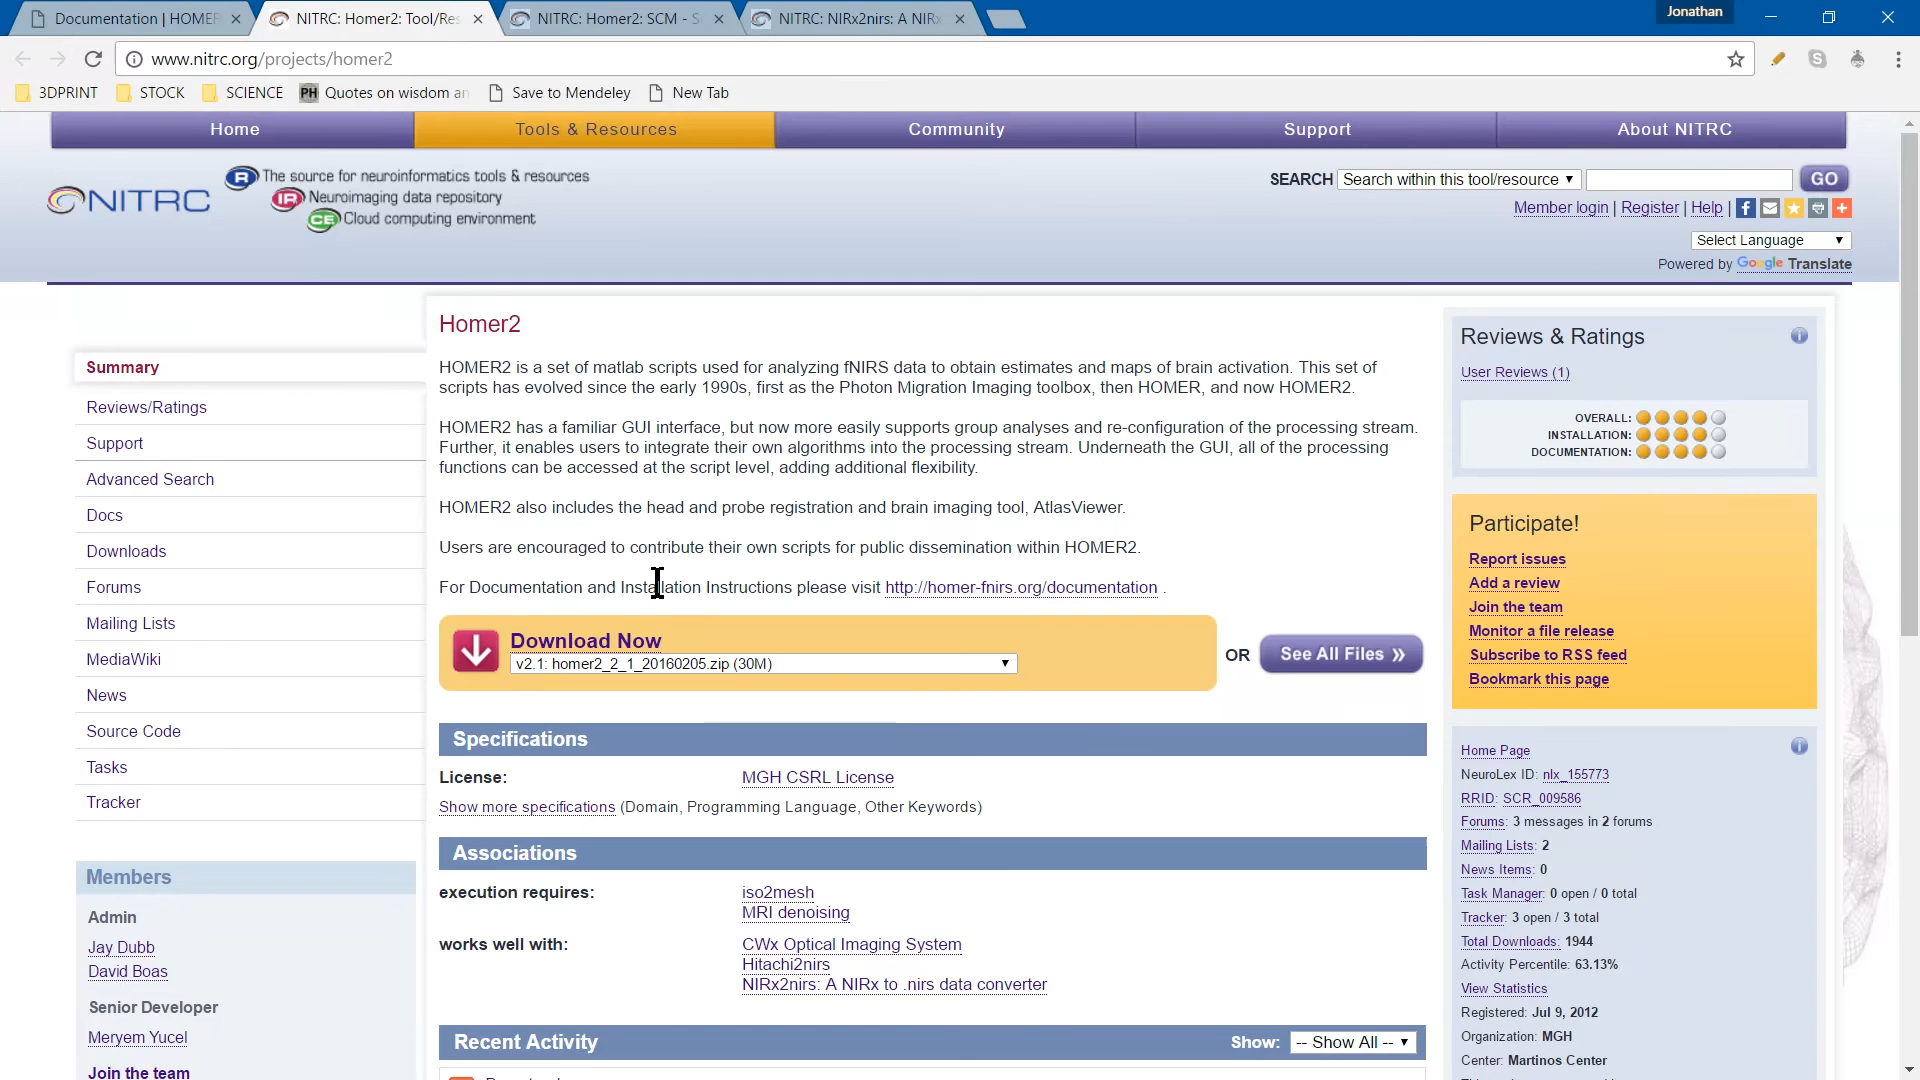 Documentation | HOMER
NITRC: Homer2: Tool/Res
NITRC: Homer2: SCM - S
NITRC: NIRx2nirs: A NIRx
Jonathan
www.nitrc.org/projects/homer2
3DPRINT
STOCK
SCIENCE
PH Quotes on wisdom an
Save to Mendeley
New Tab
Home
Tools & Resources
Community
Support
About NITRC
NITRC
R The source for neuroinformatics tools & resources
IR Neuroimaging data repository
CE Cloud computing environment
SEARCH Search within this tool/resource GO
Member login | Register | Help |
Select Language
Powered by Google Translate
Summary
Reviews/Ratings
Support
Advanced Search
Docs
Downloads
Forums
Mailing Lists
MediaWiki
News
Source Code
Tasks
Tracker
Members
Admin
Jay Dubb
David Boas
Senior Developer
Meryem Yucel
Join the team
Homer2
HOMER2 is a set of matlab scripts used for analyzing fNIRS data to obtain estimates and maps of brain activation. This set of
scripts has evolved since the early 1990s, first as the Photon Migration Imaging toolbox, then HOMER, and now HOMER2.
HOMER2 has a familiar GUI interface, but now more easily supports group analyses and re-configuration of the processing stream.
Further, it enables users to integrate their own algorithms into the processing stream. Underneath the GUI, all of the processing
functions can be accessed at the script level, adding additional flexibility.
HOMER2 also includes the head and probe registration and brain imaging tool, AtlasViewer.
Users are encouraged to contribute their own scripts for public dissemination within HOMER2.
For Documentation and Installation Instructions please visit http://homer-fnirs.org/documentation .
Download Now
v2.1: homer2_2_1_20160205.zip (30M)
OR
See All Files »
Specifications
License: MGH CSRL License
Show more specifications (Domain, Programming Language, Other Keywords)
Associations
execution requires: iso2mesh
MRI denoising
works well with: CWx Optical Imaging System
Hitachi2nirs
NIRx2nirs: A NIRx to .nirs data converter
Recent Activity
Show: -- Show All --
Reviews & Ratings
User Reviews (1)
OVERALL:
INSTALLATION:
DOCUMENTATION:
Participate!
Report issues
Add a review
Join the team
Monitor a file release
Subscribe to RSS feed
Bookmark this page
Home Page
NeuroLex ID: nlx_155773
RRID: SCR_009586
Forums: 3 messages in 2 forums
Mailing Lists: 2
News Items: 0
Task Manager: 0 open / 0 total
Tracker: 3 open / 3 total
Total Downloads: 1944
Activity Percentile: 63.13%
View Statistics
Registered: Jul 9, 2012
Organization: MGH
Center: Martinos Center